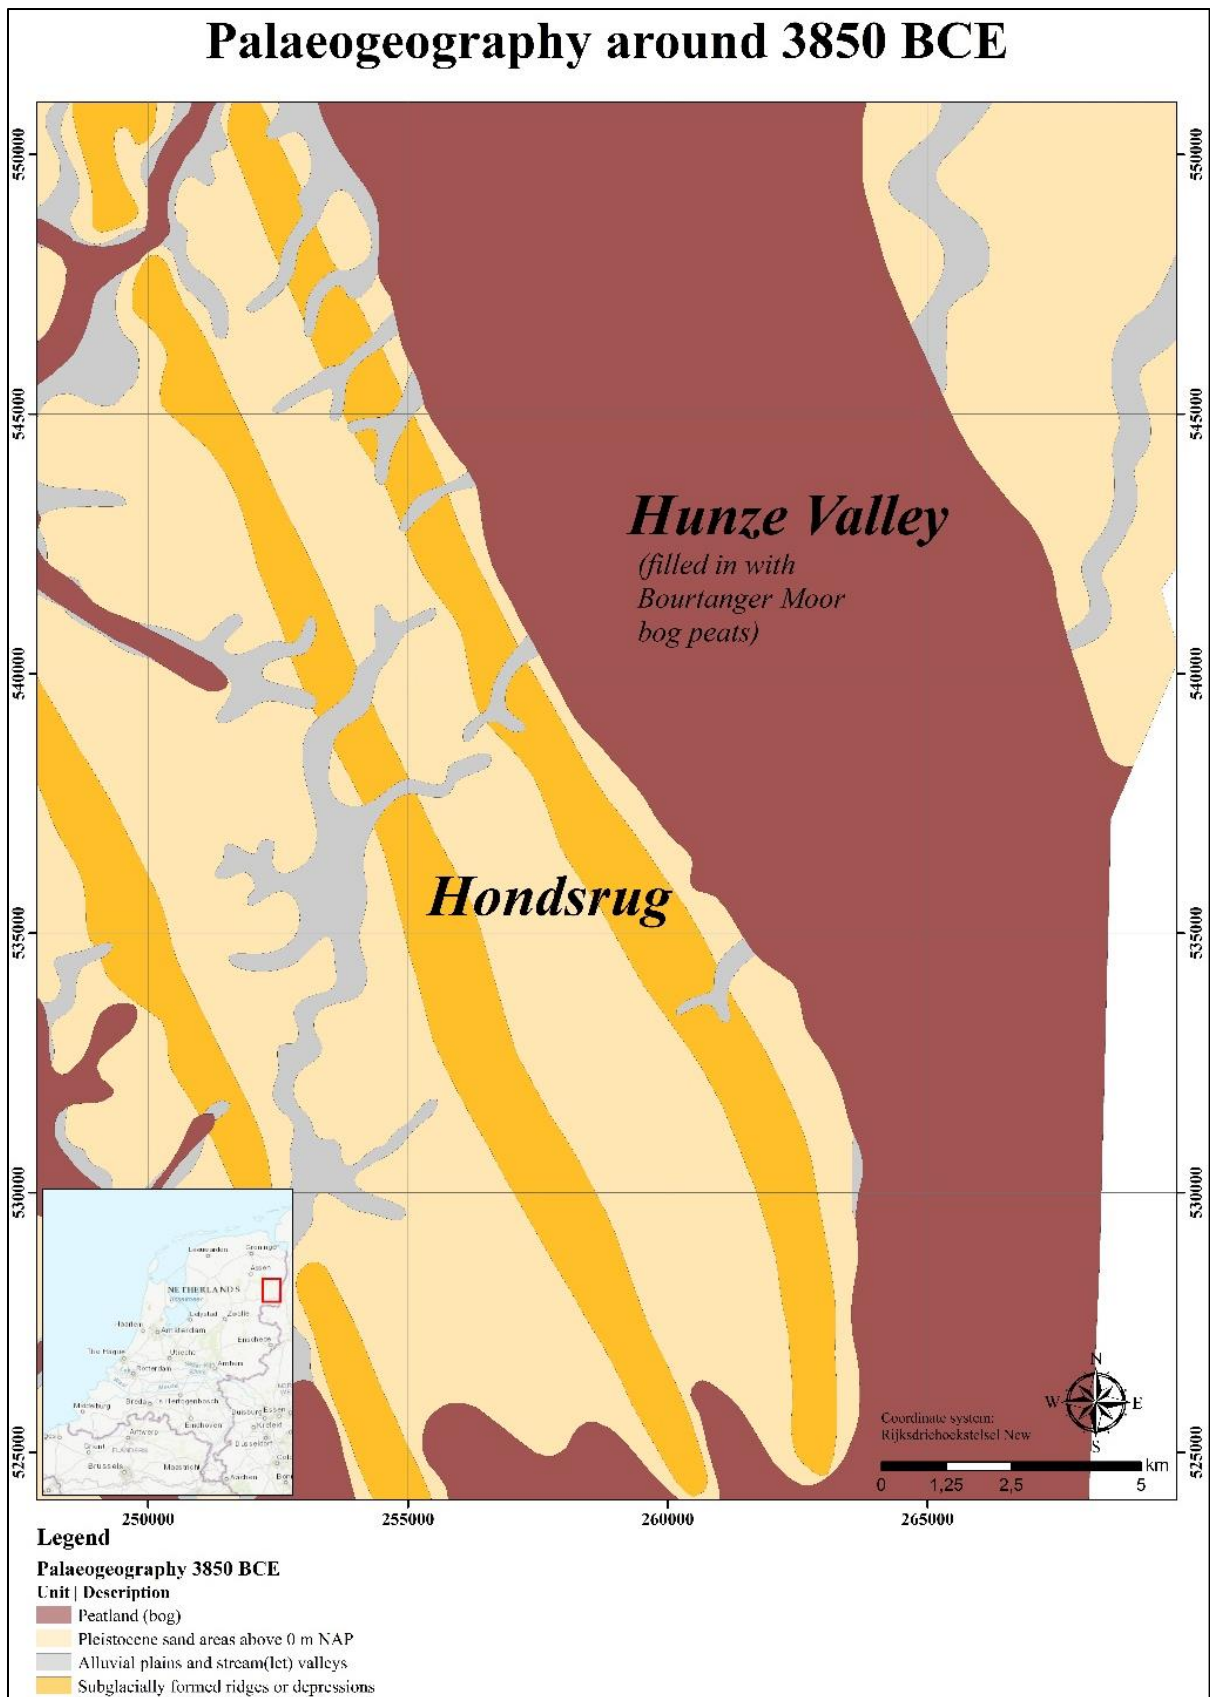 Palaeogeography around 3850 BCE
550000
550000
545000
545000
Hunze Valley
(filled in with
Bourtanger Moor
bog peats)
540000
540000
Hondsrug
535000
535000
530000
530000
Leeuwarden
Assen
NETHERLANDS
Lelystad Zwolle
Haarlem
Amsterdam
Enschede
The Hague
Utrecht
Rotterdam
Arnhem
Middelburg
Breda
's Hertogenbosch
Duisburg Essen
Eindhoven
Krefeld
Antwerp
Düsseldorf
Ghent
FLANDERS
Brussels
Maastricht
Aachen
N
W E
S
Coordinate system:
Rijksdriehoekstelsel New
km
0 1,25 2,5 5
525000
525000
250000 255000 260000 265000
Legend
Palaeogeography 3850 BCE
Unit | Description
Peatland (bog)
Pleistocene sand areas above 0 m NAP
Alluvial plains and stream(let) valleys
Subglacially formed ridges or depressions